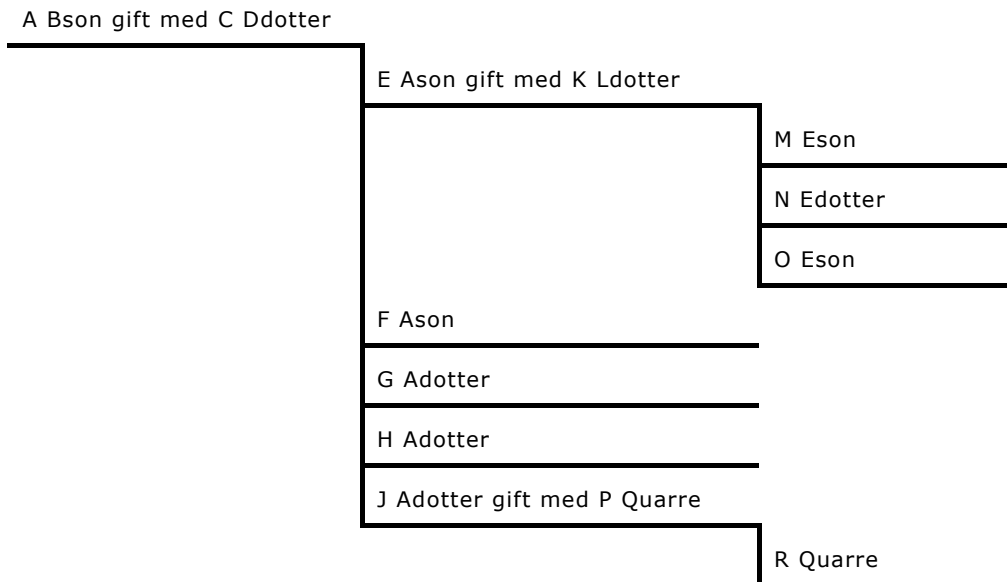 A Bson gift med C Ddotter
E Ason gift med K Ldotter
M Eson
N Edotter
O Eson
F Ason
G Adotter
H Adotter
J Adotter gift med P Quarre
R Quarre